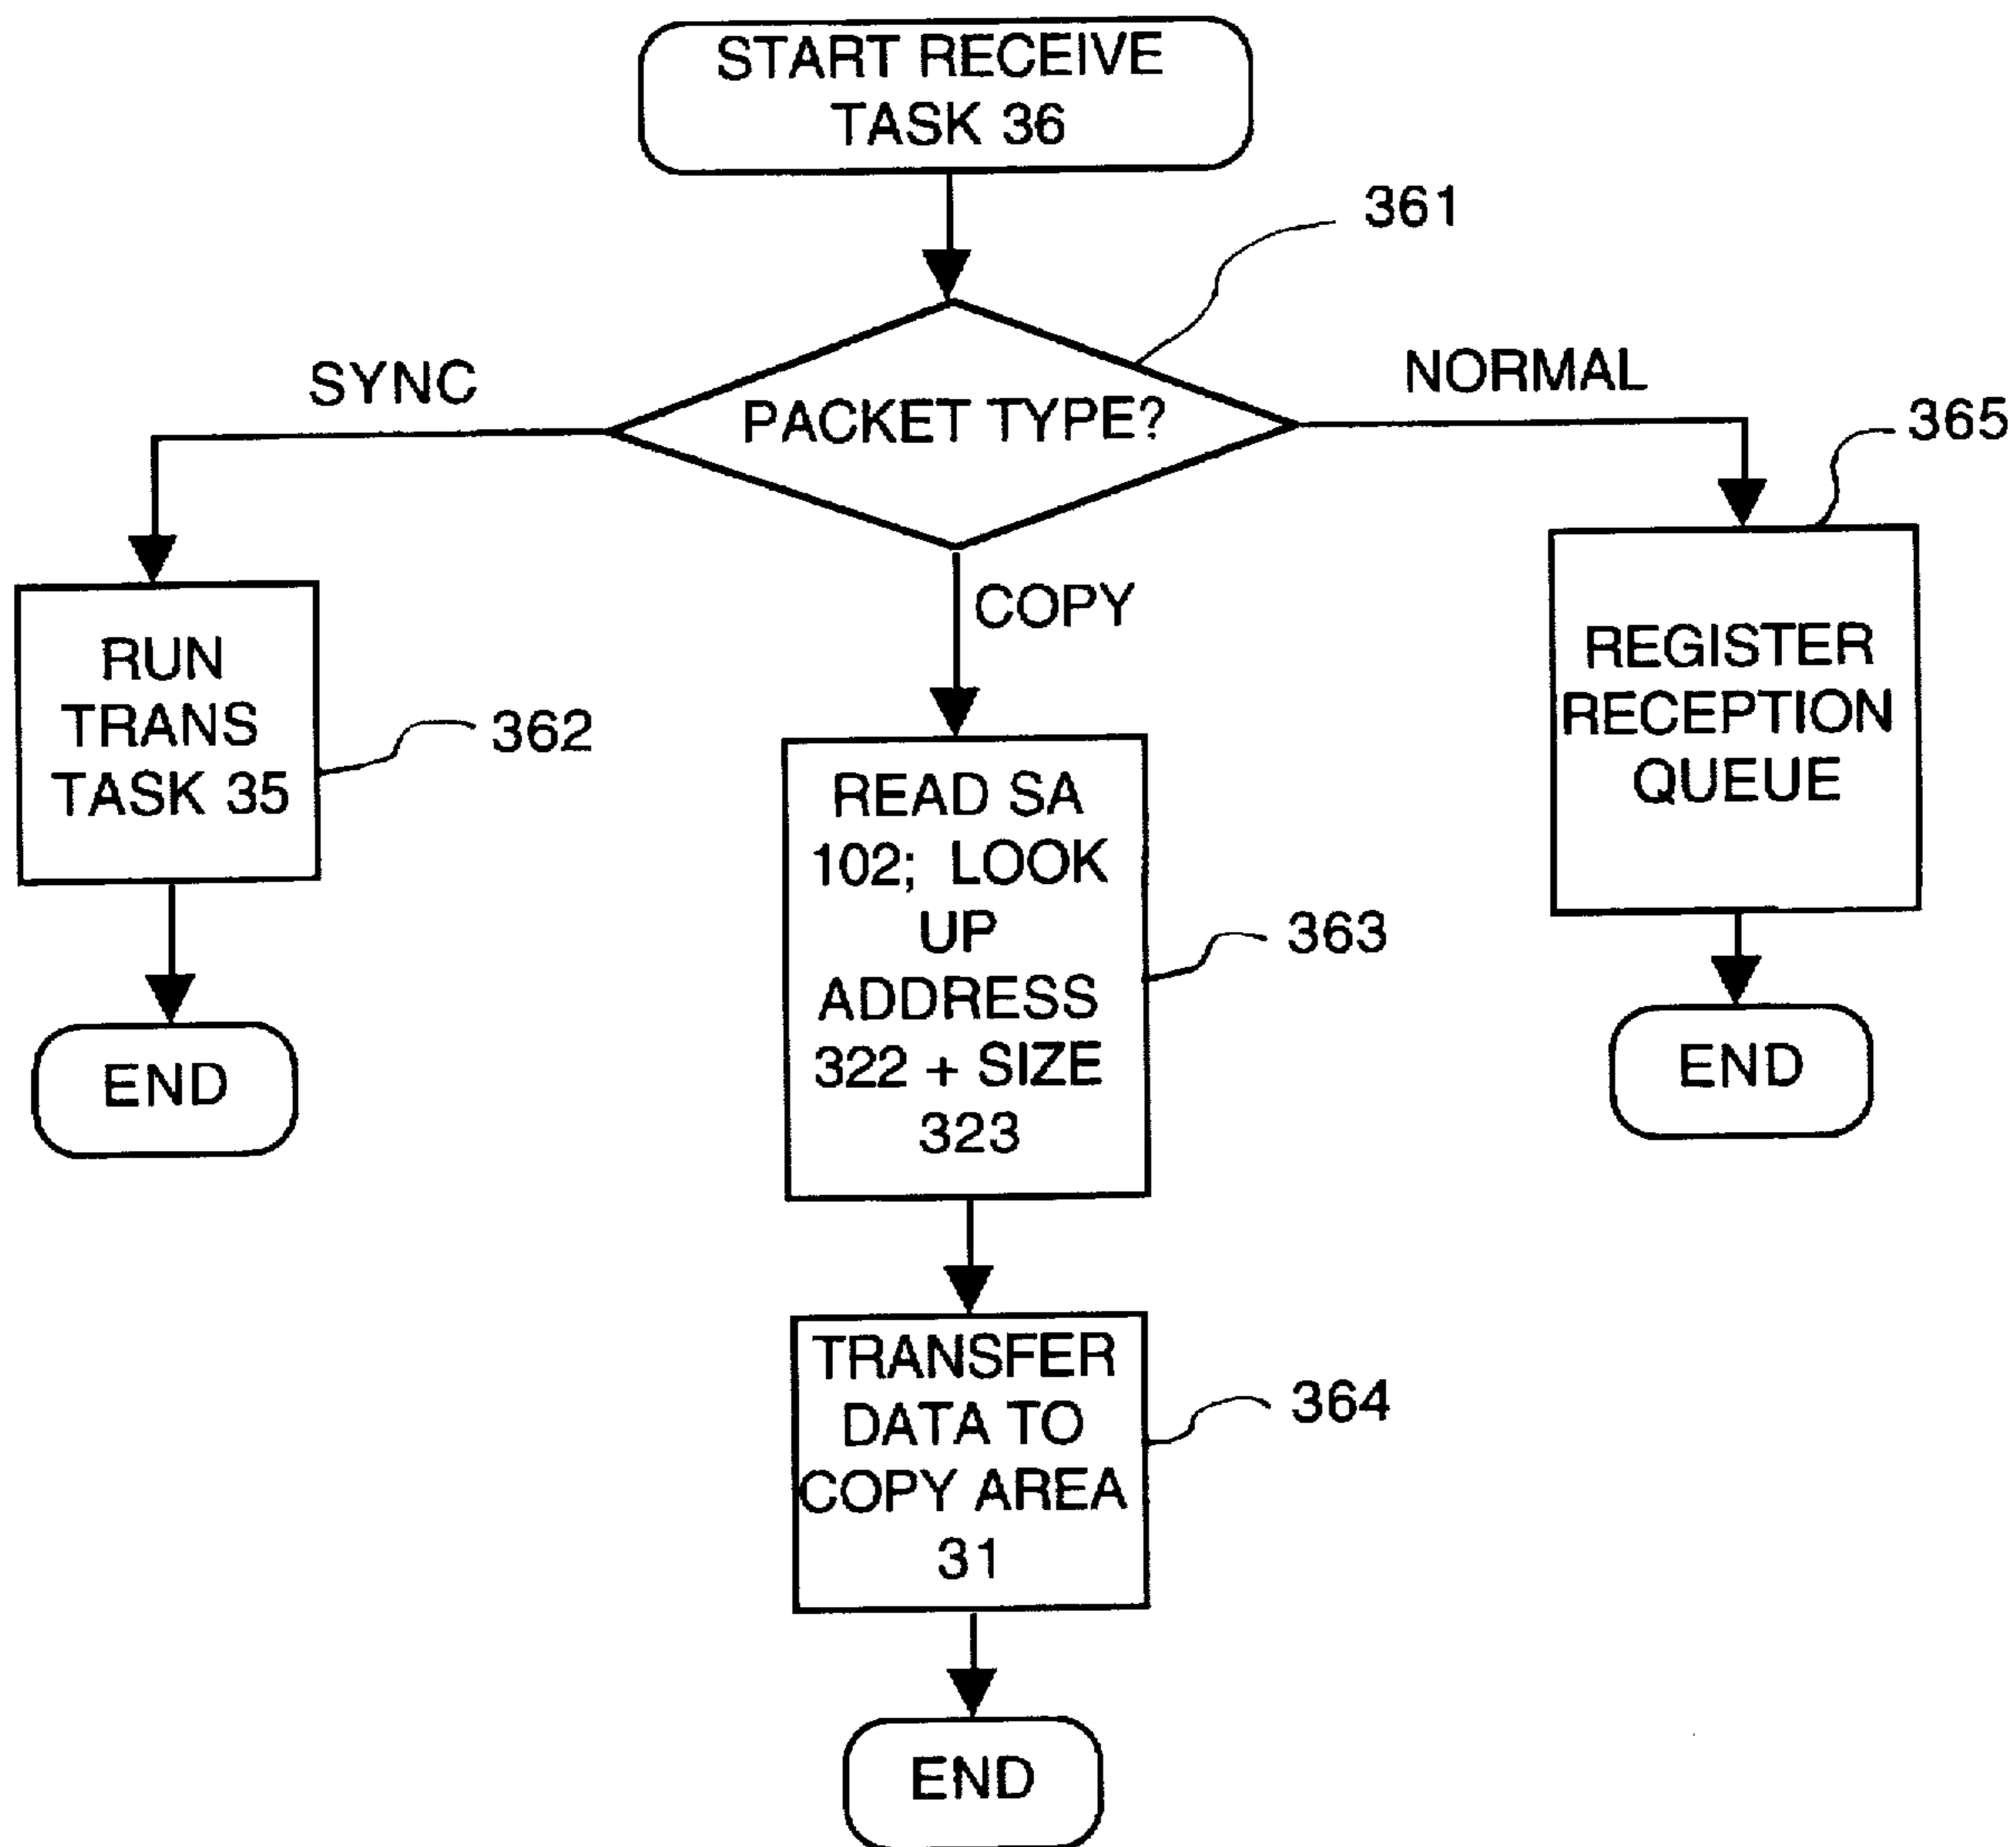 START RECEIVE
TASK 36
361
SYNC
PACKET TYPE?
NORMAL
365
COPY
RUN
TRANS
TASK 35
362
REGISTER
RECEPTION
QUEUE
READ SA
102; LOOK
UP
ADDRESS
322 + SIZE
323
363
END
END
TRANSFER
DATA TO
COPY AREA
31
364
END